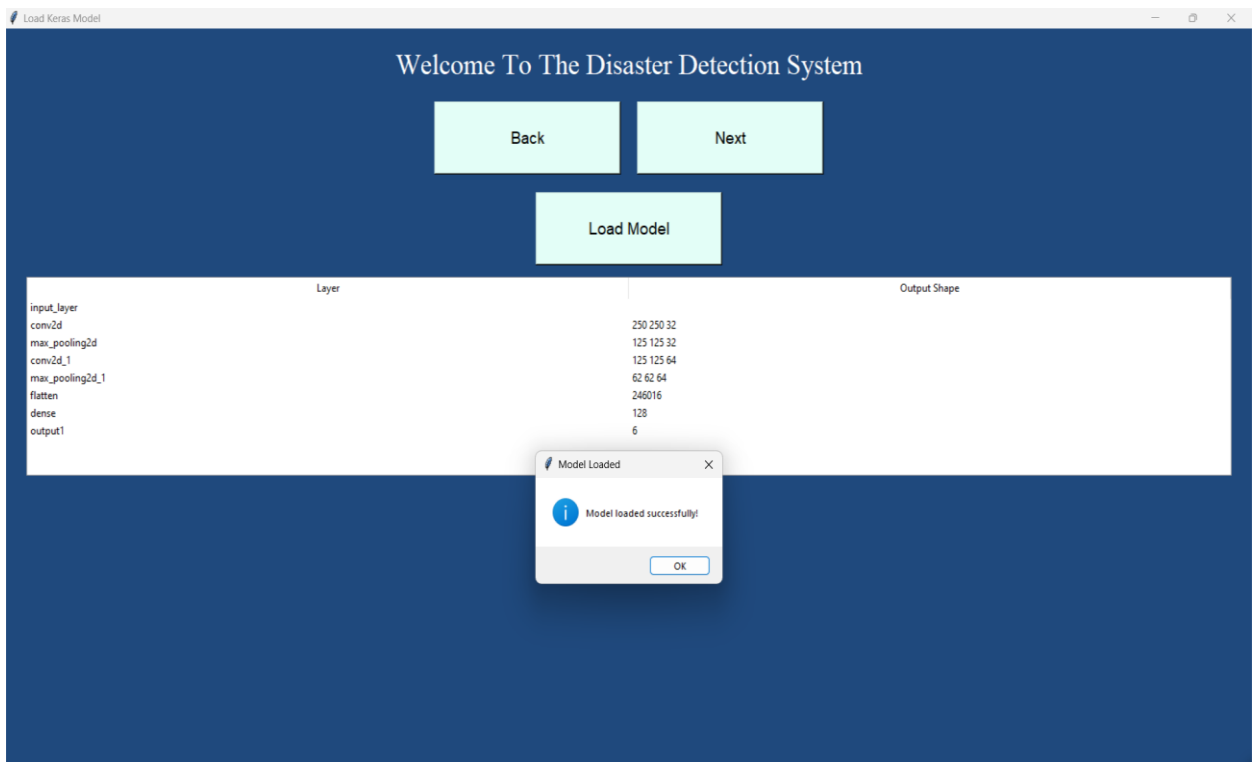 Load Keras Model
Welcome To The Disaster Detection System
Back Next
Load Model
Layer Output Shape
input_layer
conv2d 250 250 32
max_pooling2d 125 125 32
conv2d_1 125 125 64
max_pooling2d_1 62 62 64
flatten 246016
dense 128
output1 6
Model Loaded
Model loaded successfully!
OK